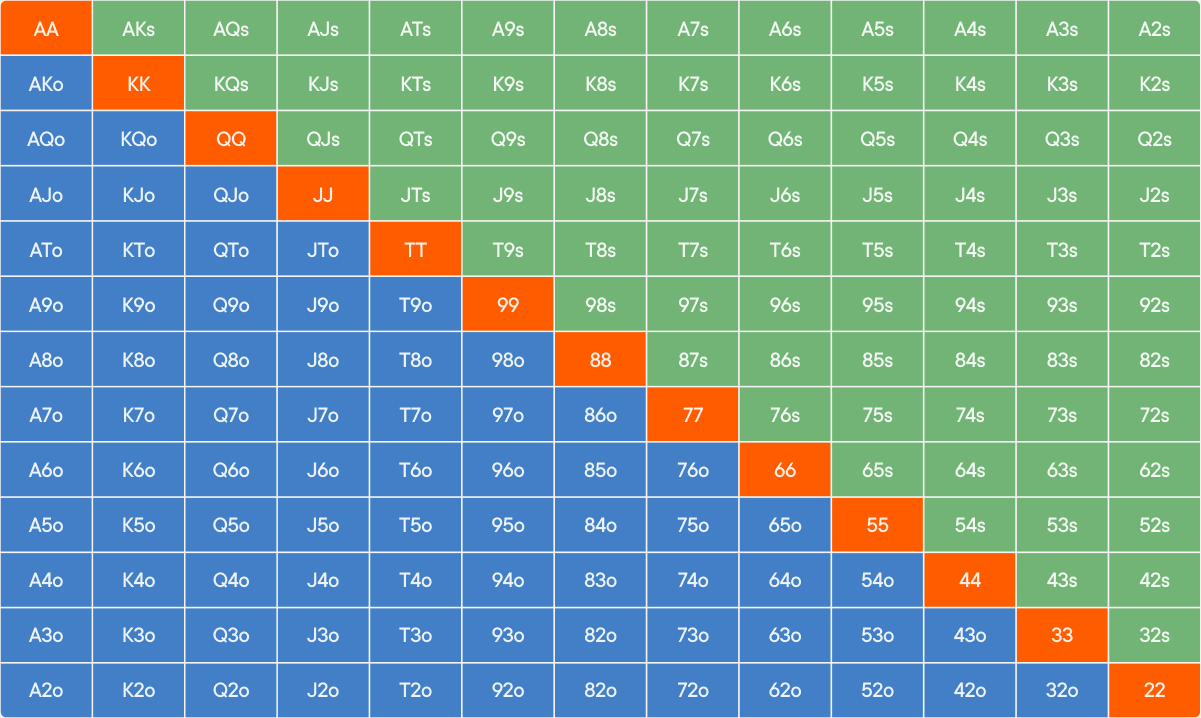 AA AKs AQs AJs ATs A9s A8s A7s A6s A5s A4s A3s A2s
AKo KK KQs KJs KTs K9s K8s K7s K6s K5s K4s K3s K2s
AQo KQo QQ QJs QTs Q9s Q8s Q7s Q6s Q5s Q4s Q3s Q2s
AJo KJo QJo JJ JTs J9s J8s J7s J6s J5s J4s J3s J2s
ATo KTo QTo JTo TT T9s T8s T7s T6s T5s T4s T3s T2s
A9o K9o Q9o J9o T9o 99 98s 97s 96s 95s 94s 93s 92s
A8o K8o Q8o J8o T8o 98o 88 87s 86s 85s 84s 83s 82s
A7o K7o Q7o J7o T7o 97o 86o 77 76s 75s 74s 73s 72s
A6o K6o Q6o J6o T6o 96o 85o 76o 66 65s 64s 63s 62s
A5o K5o Q5o J5o T5o 95o 84o 75o 65o 55 54s 53s 52s
A4o K4o Q4o J4o T4o 94o 83o 74o 64o 54o 44 43s 42s
A3o K3o Q3o J3o T3o 93o 82o 73o 63o 53o 43o 33 32s
A2o K2o Q2o J2o T2o 92o 82o 72o 62o 52o 42o 32o 22